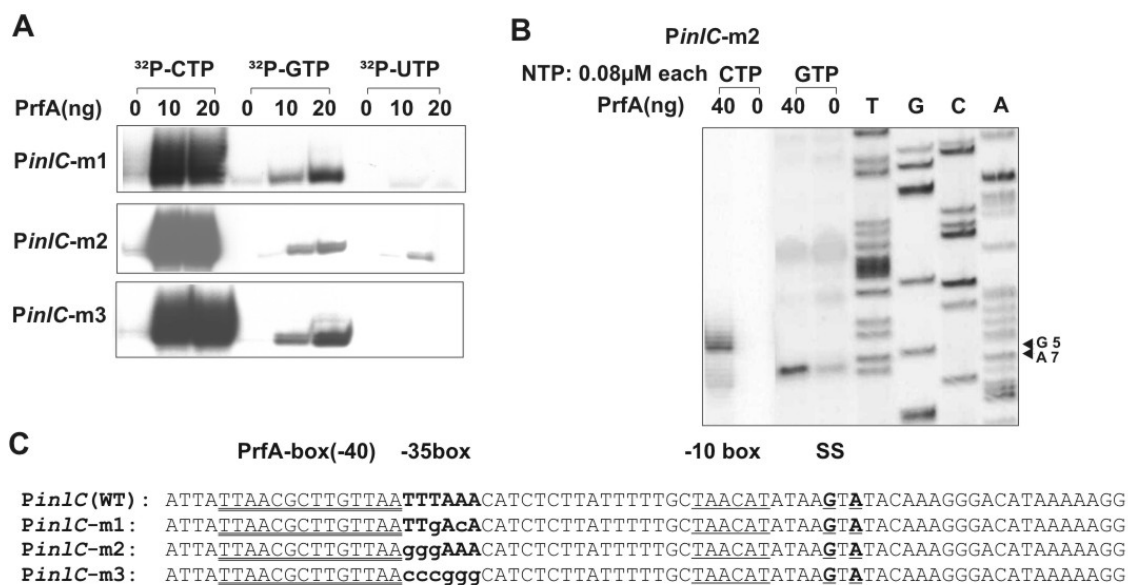 A
³²P-CTP ³²P-GTP ³²P-UTP
PrfA(ng) 0 10 20 0 10 20 0 10 20
PinlC-m1
PinlC-m2
PinlC-m3
B
PinlC-m2
NTP: 0.08µM each CTP GTP
PrfA(ng) 40 0 40 0 T G C A
G 5
A 7
C
PrfA-box(-40) -35box -10 box SS
PinlC(WT): ATTATTAACGCTTGTTAATTTAAACATCTCTTATTTTTGCTAACATATAAGTATACAAAGGGACATAAAAAGG
PinlC-m1: ATTATTAACGCTTGTTAATTgAcACATCTCTTATTTTTGCTAACATATAAGTATACAAAGGGACATAAAAAGG
PinlC-m2: ATTATTAACGCTTGTTAAgggAAACATCTCTTATTTTTGCTAACATATAAGTATACAAAGGGACATAAAAAGG
PinlC-m3: ATTATTAACGCTTGTTAAcccgggCATCTCTTATTTTTGCTAACATATAAGTATACAAAGGGACATAAAAAGG